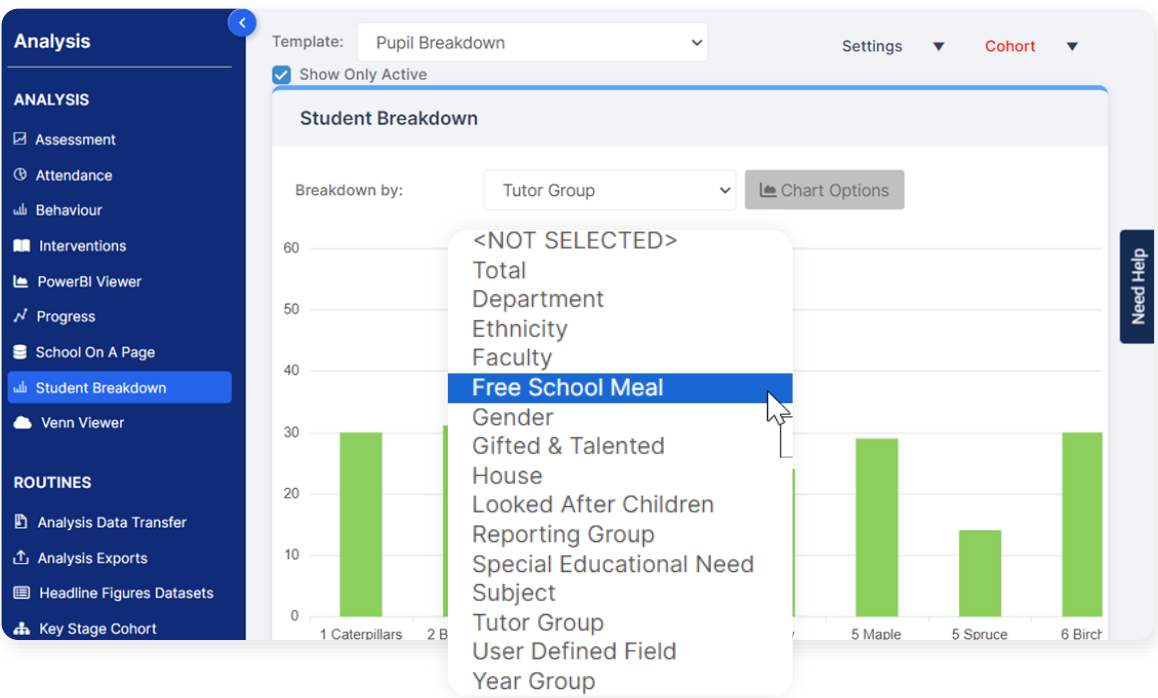 Analysis
ANALYSIS
Assessment
Attendance
Behaviour
Interventions
PowerBI Viewer
Progress
School On A Page
Student Breakdown
Venn Viewer
ROUTINES
Analysis Data Transfer
Analysis Exports
Headline Figures Datasets
Key Stage Cohort
Template: Pupil Breakdown
Settings ▼ Cohort ▼
Show Only Active
Student Breakdown
Breakdown by: Tutor Group Chart Options
<NOT SELECTED>
Total
Department
Ethnicity
Faculty
Free School Meal
Gender
Gifted & Talented
House
Looked After Children
Reporting Group
Special Educational Need
Subject
Tutor Group
User Defined Field
Year Group
60
50
40
30
20
10
0
1 Caterpillars 2 B 5 Maple 5 Spruce 6 Birch
Need Help